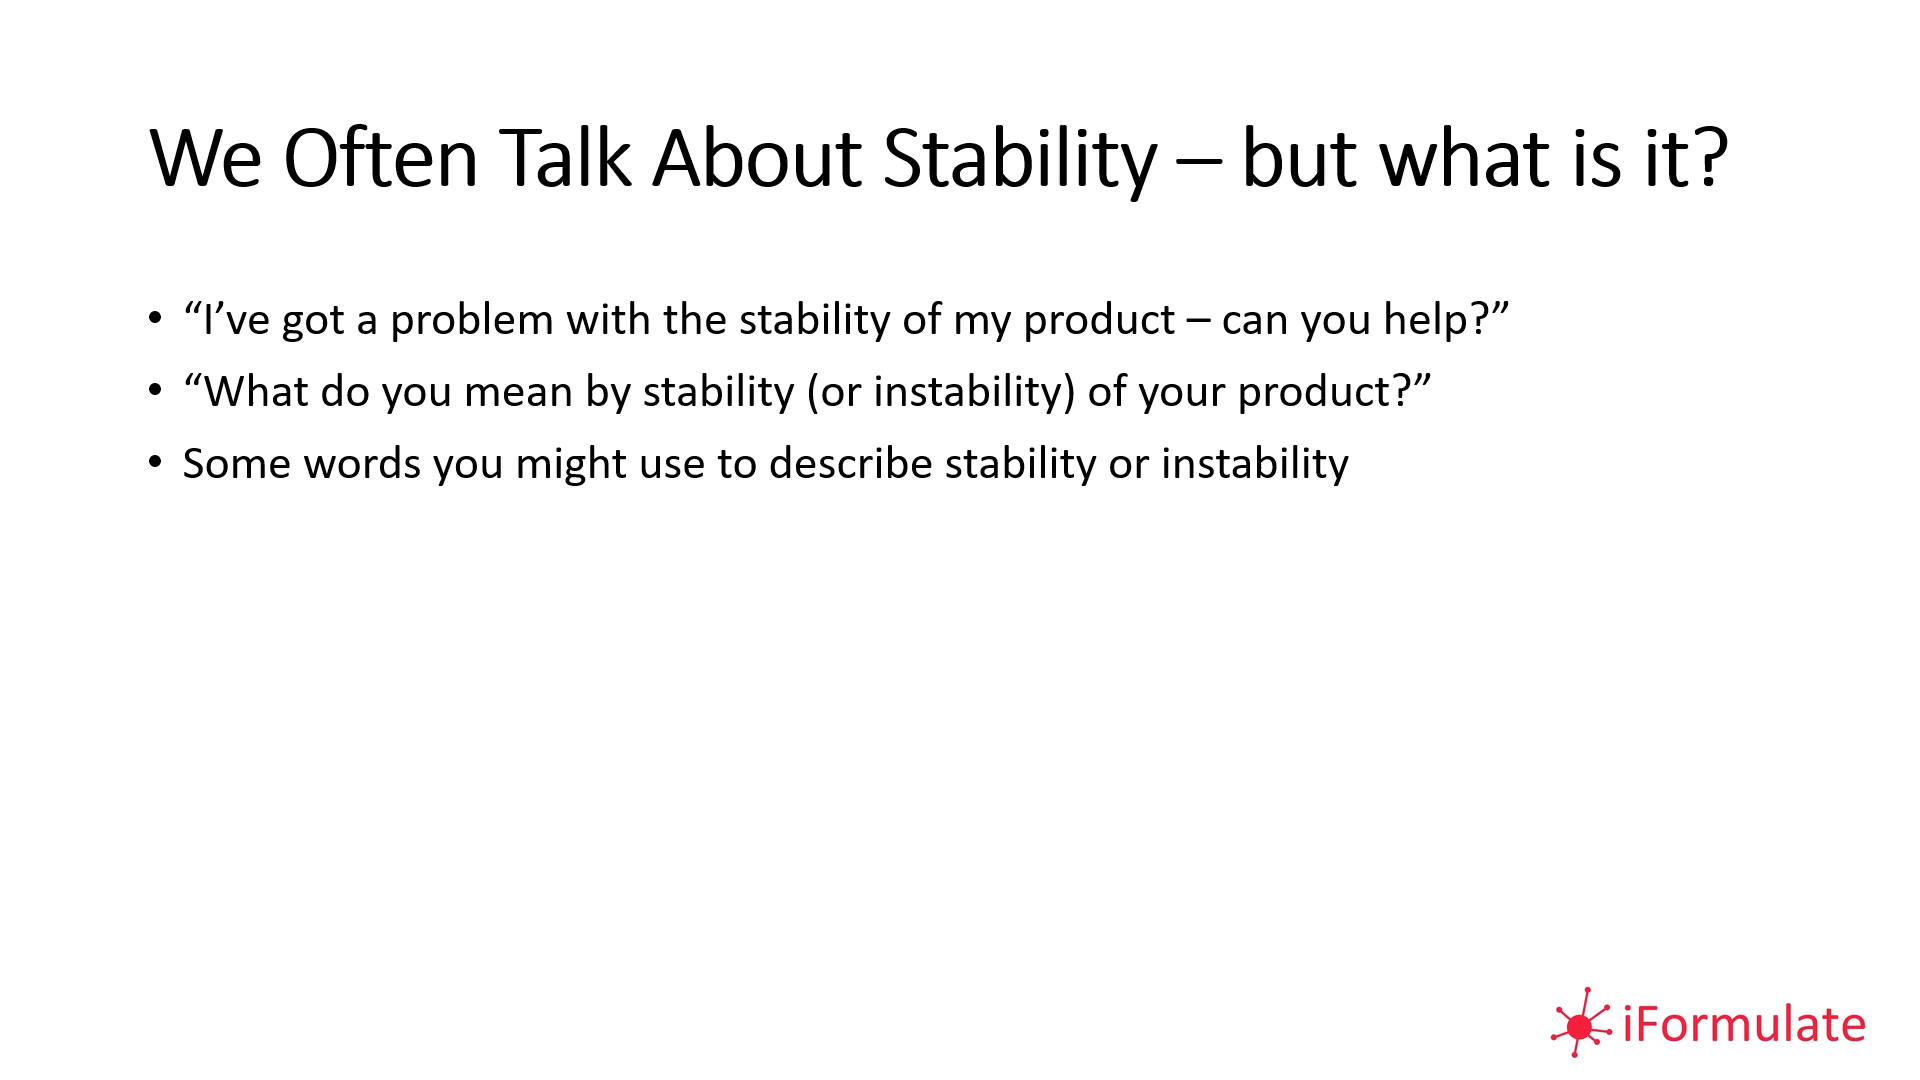 We Often Talk About Stability – but what is it?
• “I’ve got a problem with the stability of my product – can you help?”
• “What do you mean by stability (or instability) of your product?”
• Some words you might use to describe stability or instability
iFormulate